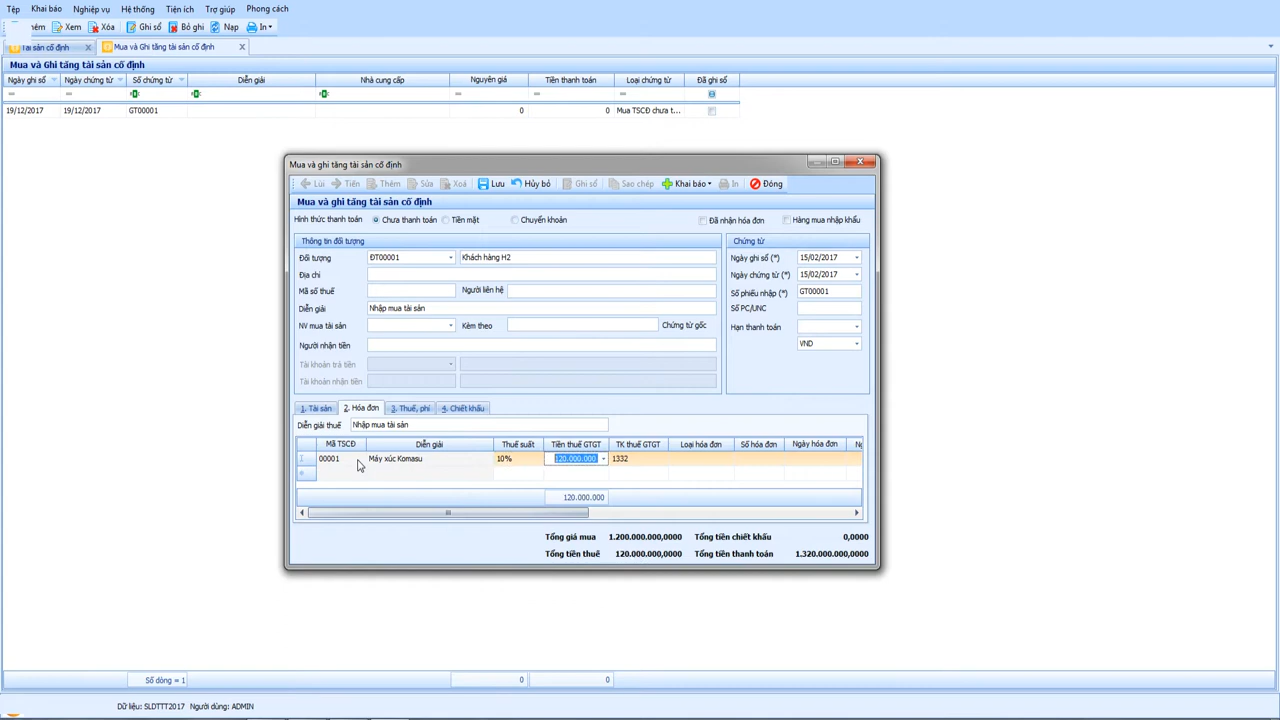 Tệp Khai báo Nghiệp vụ Hệ thống Tiện ích Trợ giúp Phong cách
Xem Xóa Ghi sổ Bỏ ghi Nạp In
Tài sản cố định Mua và Ghi tăng tài sản cố định
Mua và Ghi tăng tài sản cố định
Ngày ghi sổ Ngày chứng từ Số chứng từ Diễn giải Nhà cung cấp Nguyên giá Tiền thanh toán Loại chứng từ Đã ghi sổ
19/12/2017 19/12/2017 GT00001 0 0 Mua TSCĐ chưa t...
Mua và ghi tăng tài sản cố định
Lùi Tiến Thêm Sửa Xoá Lưu Hủy bỏ Ghi sổ Sao chép Khai báo In Đóng
Mua và ghi tăng tài sản cố định
Hình thức thanh toán Chưa thanh toán Tiền mặt Chuyển khoản Đã nhận hóa đơn Hàng mua nhập khẩu
Thông tin đối tượng Chứng từ
Đối tượng ĐT00001 Khách hàng H2 Ngày ghi sổ (*) 15/02/2017
Địa chỉ Ngày chứng từ (*) 15/02/2017
Mã số thuế Người liên hệ Số phiếu nhập (*) GT00001
Diễn giải Nhập mua tài sản Số PC/UNC
NV mua tài sản Kèm theo Chứng từ gốc Hạn thanh toán
Người nhận tiền VND
Tài khoản trả tiền
Tài khoản nhận tiền
1. Tài sản 2. Hóa đơn 3. Thuế, phí 4. Chiết khấu
Diễn giải thuế Nhập mua tài sản
Mã TSCĐ Diễn giải Thuế suất Tiền thuế GTGT TK thuế GTGT Loại hóa đơn Số hóa đơn Ngày hóa đơn
00001 Máy xúc Komasu 10% 120.000.000 1332
120.000.000
Tổng giá mua 1.200.000.000,0000 Tổng tiền chiết khấu 0,0000
Tổng tiền thuế 120.000.000,0000 Tổng tiền thanh toán 1.320.000.000,0000
Số dòng = 1 0 0
Dữ liệu: SLDTTT2017 Người dùng: ADMIN